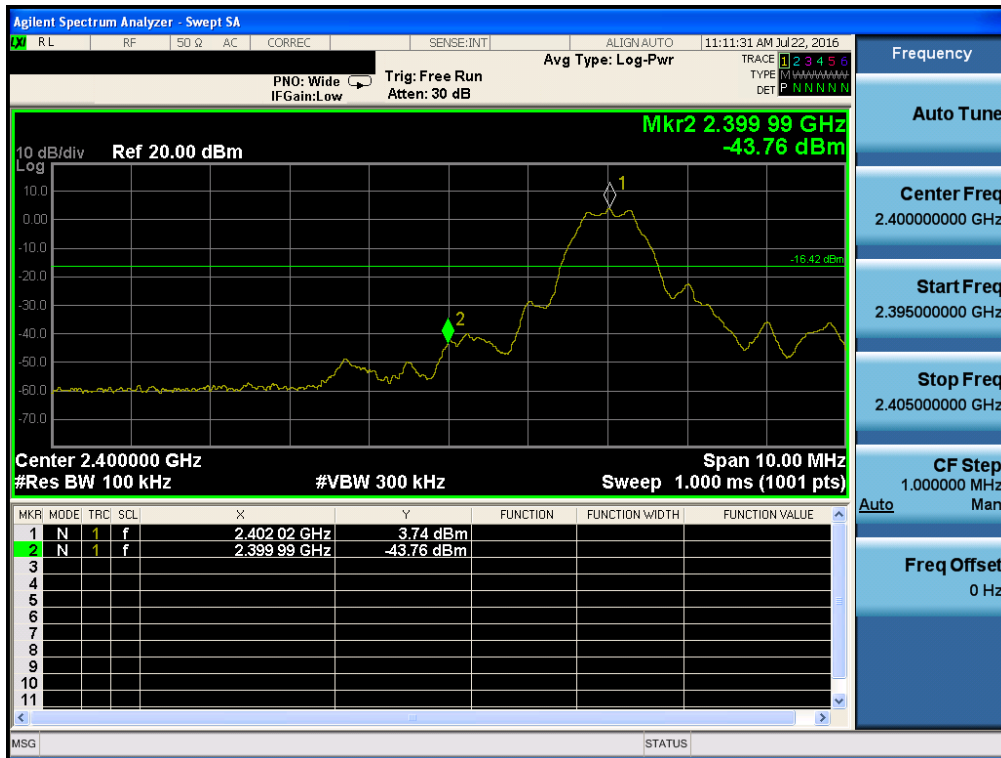 Agilent Spectrum Analyzer - Swept SA
LXI RL RF 50 Ω AC CORREC SENSE:INT ALIGN AUTO 11:11:31 AM Jul 22, 2016
PNO: Wide Trig: Free Run Avg Type: Log-Pwr TRACE 1 2 3 4 5 6
IFGain:Low Atten: 30 dB TYPE M WWWWW
DET P N N N N N
Mkr2 2.399 99 GHz
-43.76 dBm
10 dB/div Ref 20.00 dBm
Log
10.0
0.00
-10.0
-20.0
-30.0
-40.0
-50.0
-60.0
-70.0
1
-16.42 dBm
2
Center 2.400000 GHz Span 10.00 MHz
#Res BW 100 kHz #VBW 300 kHz Sweep 1.000 ms (1001 pts)
MKR MODE TRC SCL X Y FUNCTION FUNCTION WIDTH FUNCTION VALUE
1 N 1 f 2.402 02 GHz 3.74 dBm
2 N 1 f 2.399 99 GHz -43.76 dBm
3
4
5
6
7
8
9
10
11
MSG STATUS
Frequency
Auto Tune
Center Freq
2.400000000 GHz
Start Freq
2.395000000 GHz
Stop Freq
2.405000000 GHz
CF Step
1.000000 MHz
Auto Man
Freq Offset
0 Hz